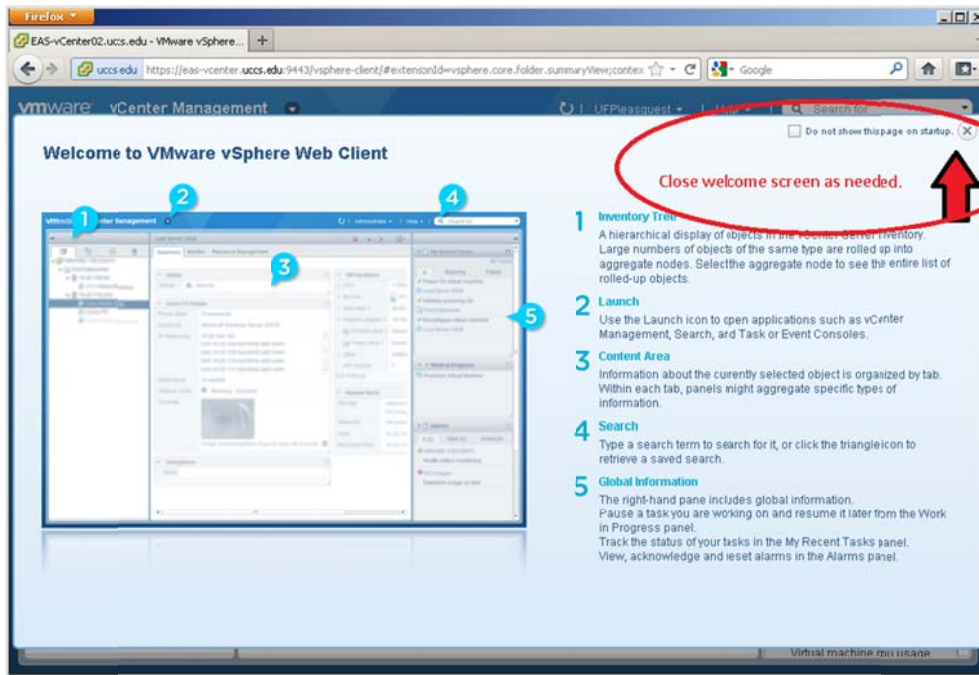 Firefox
EAS-vCenter02.uccs.edu - VMware vSphere...
uccs.edu https://eas-vcenter.uccs.edu:9443/vsphere-client/#extensionId=vsphere.core.folder.summaryView;contex
Google
vmware vCenter Management UFP\easguest Help Search for
Do not show this page on startup.
Welcome to VMware vSphere Web Client
Close welcome screen as needed.
1 Inventory Tree
A hierarchical display of objects in the vCenter Server inventory.
Large numbers of objects of the same type are rolled up into
aggregate nodes. Select the aggregate node to see the entire list of
rolled-up objects.
2 Launch
Use the Launch icon to open applications such as vCenter
Management, Search, and Task or Event Consoles.
3 Content Area
Information about the currently selected object is organized by tab.
Within each tab, panels might aggregate specific types of
information.
4 Search
Type a search term to search for it, or click the triangle icon to
retrieve a saved search.
5 Global Information
The right-hand pane includes global information.
Pause a task you are working on and resume it later from the Work
in Progress panel.
Track the status of your tasks in the My Recent Tasks panel.
View, acknowledge and reset alarms in the Alarms panel.
1
2
3
4
5
Virtual machine cpu usage